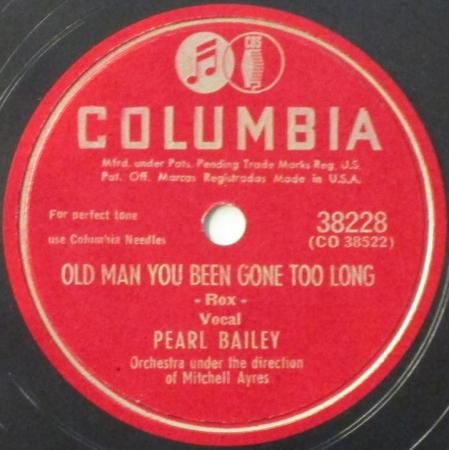 CBS
COLUMBIA
Mfrd. under Pats. Pending Trade Marks Reg. U.S.
Pat. Off. Marcas Registradas Made in U.S.A.
For perfect tone
use Columbia Needles
38228
(CO 38522)
OLD MAN YOU BEEN GONE TOO LONG
- Rex -
Vocal
PEARL BAILEY
Orchestra under the direction
of Mitchell Ayres